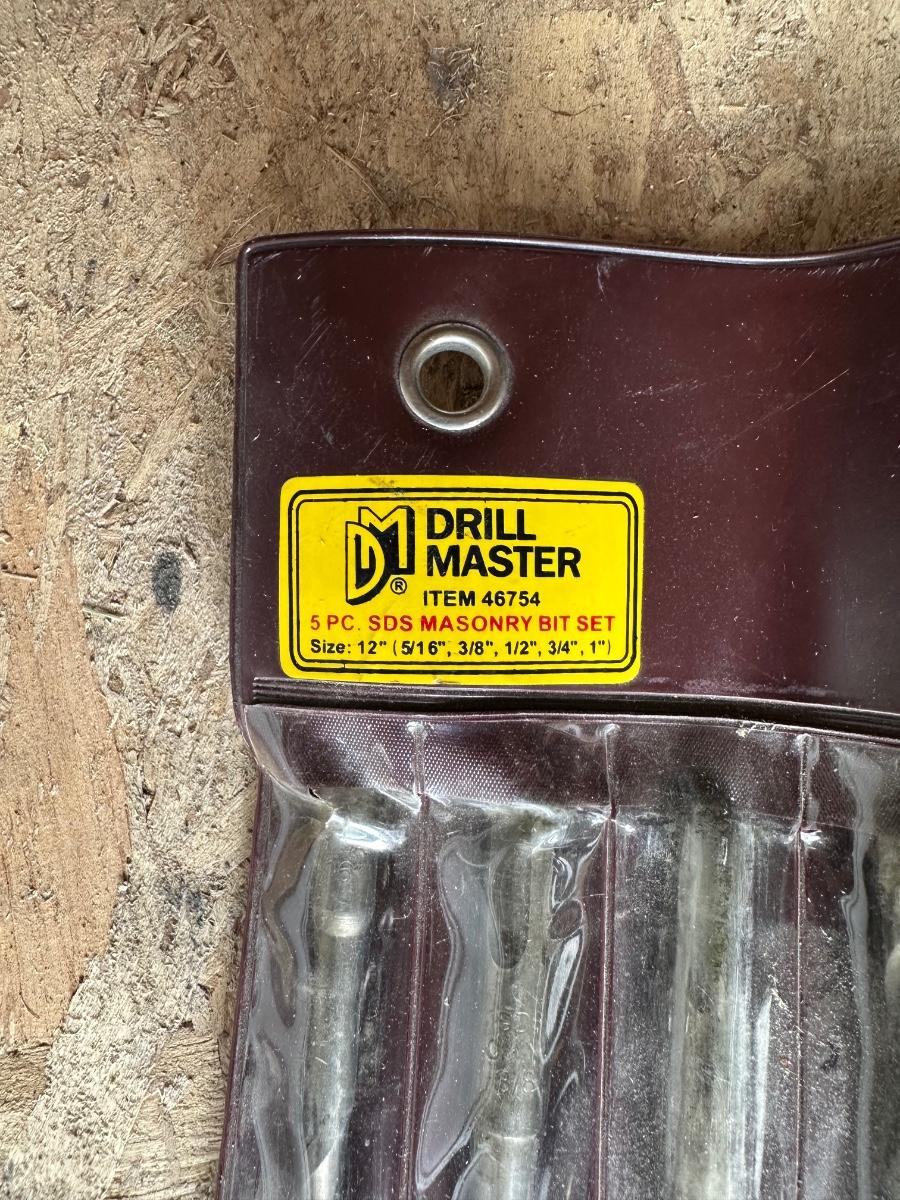 DM®
DRILL
MASTER
ITEM 46754
5 PC. SDS MASONRY BIT SET
Size: 12" (5/16", 3/8", 1/2", 3/4", 1")